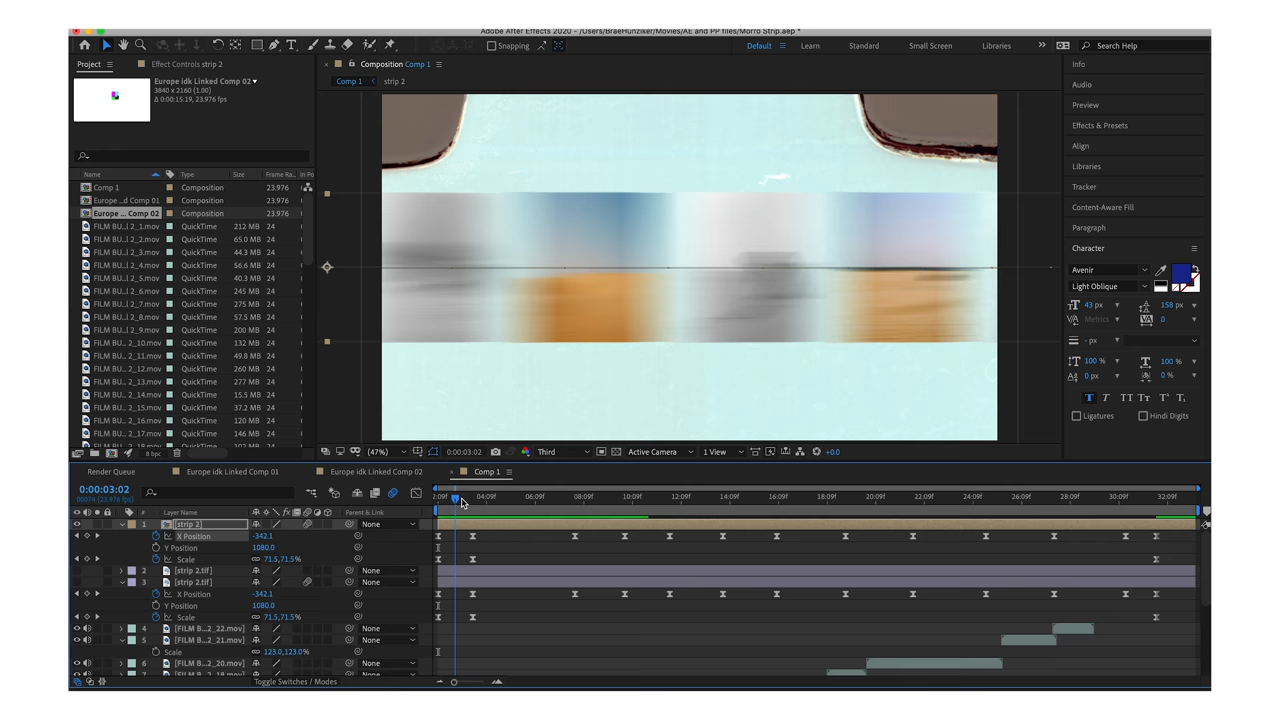 Adobe After Effects 2020 - /Users/BraeHunziker/Movies/AE and PP files/Morro Strip.aep *
Snapping
Default
Learn
Standard
Small Screen
Libraries
Search Help
Project
Effect Controls strip 2
Composition Comp 1
Info
Comp 1
strip 2
Europe idk Linked Comp 02
3840 x 2160 (1.00)
Δ 0:00:15:19, 23.976 fps
Audio
Preview
Effects & Presets
Align
Libraries
Tracker
Content-Aware Fill
Paragraph
Character
Avenir
Light Oblique
43 px
158 px
Metrics
0
- px
100 %
100 %
0 px
0 %
Ligatures
Hindi Digits
Name
Type
Size
Frame Ra...
In Po
Comp 1 Composition 23.976
Europe ...d Comp 01 Composition 23.976
Europe ... Comp 02 Composition 23.976
FILM BU...l 2_1.mov QuickTime 212 MB 24
FILM BU...l 2_2.mov QuickTime 65.0 MB 24
FILM BU...l 2_3.mov QuickTime 44.3 MB 24
FILM BU...l 2_4.mov QuickTime 56.6 MB 24
FILM BU...l 2_5.mov QuickTime 40.3 MB 24
FILM BU...l 2_6.mov QuickTime 245 MB 24
FILM BU...l 2_7.mov QuickTime 275 MB 24
FILM BU...l 2_8.mov QuickTime 57.5 MB 24
FILM BU...l 2_9.mov QuickTime 200 MB 24
FILM BU... 2_10.mov QuickTime 132 MB 24
FILM BU... 2_11.mov QuickTime 49.8 MB 24
FILM BU... 2_12.mov QuickTime 260 MB 24
FILM BU... 2_13.mov QuickTime 277 MB 24
FILM BU... 2_14.mov QuickTime 15.5 MB 24
FILM BU... 2_15.mov QuickTime 37.2 MB 24
FILM BU... 2_16.mov QuickTime 120 MB 24
FILM BU... 2_17.mov QuickTime 146 MB 24
8 bpc
(47%)
0:00:03:02
Third
Active Camera
1 View
+0.0
Render Queue
Europe idk Linked Comp 01
Europe idk Linked Comp 02
Comp 1
0:00:03:02
00074 (23.976 fps)
2:09f 04:09f 06:09f 08:09f 10:09f 12:09f 14:09f 16:09f 18:09f 20:09f 22:09f 24:09f 26:09f 28:09f 30:09f 32:09f
# Layer Name Parent & Link
1 [strip 2] None
X Position -342.1
Y Position 1080.0
Scale 71.5,71.5%
2 [strip 2.tif] None
3 [strip 2.tif] None
X Position -342.1
Y Position 1080.0
Scale 71.5,71.5%
4 [FILM B...2_22.mov] None
5 [FILM B...2_21.mov] None
Scale 123.0,123.0%
6 [FILM B...2_20.mov] None
Toggle Switches / Modes